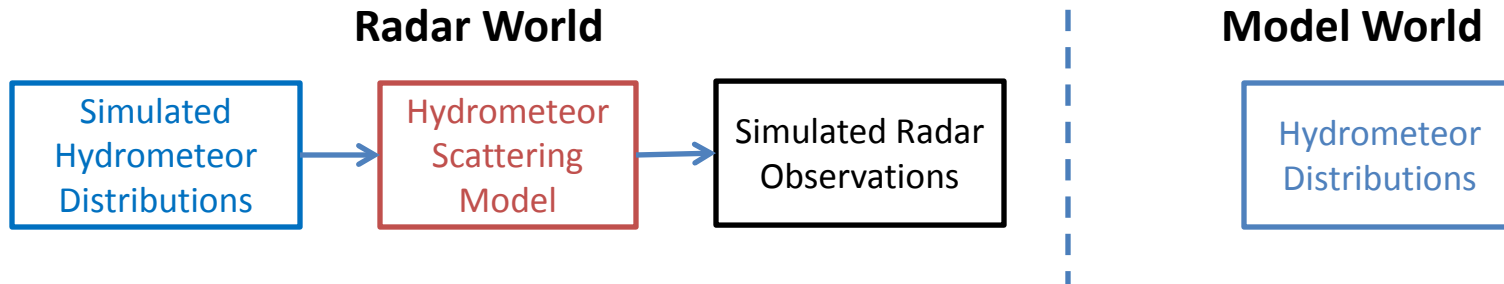 Radar World
Model World
Simulated
Hydrometeor
Distributions
Hydrometeor
Scattering
Model
Simulated Radar
Observations
Hydrometeor
Distributions